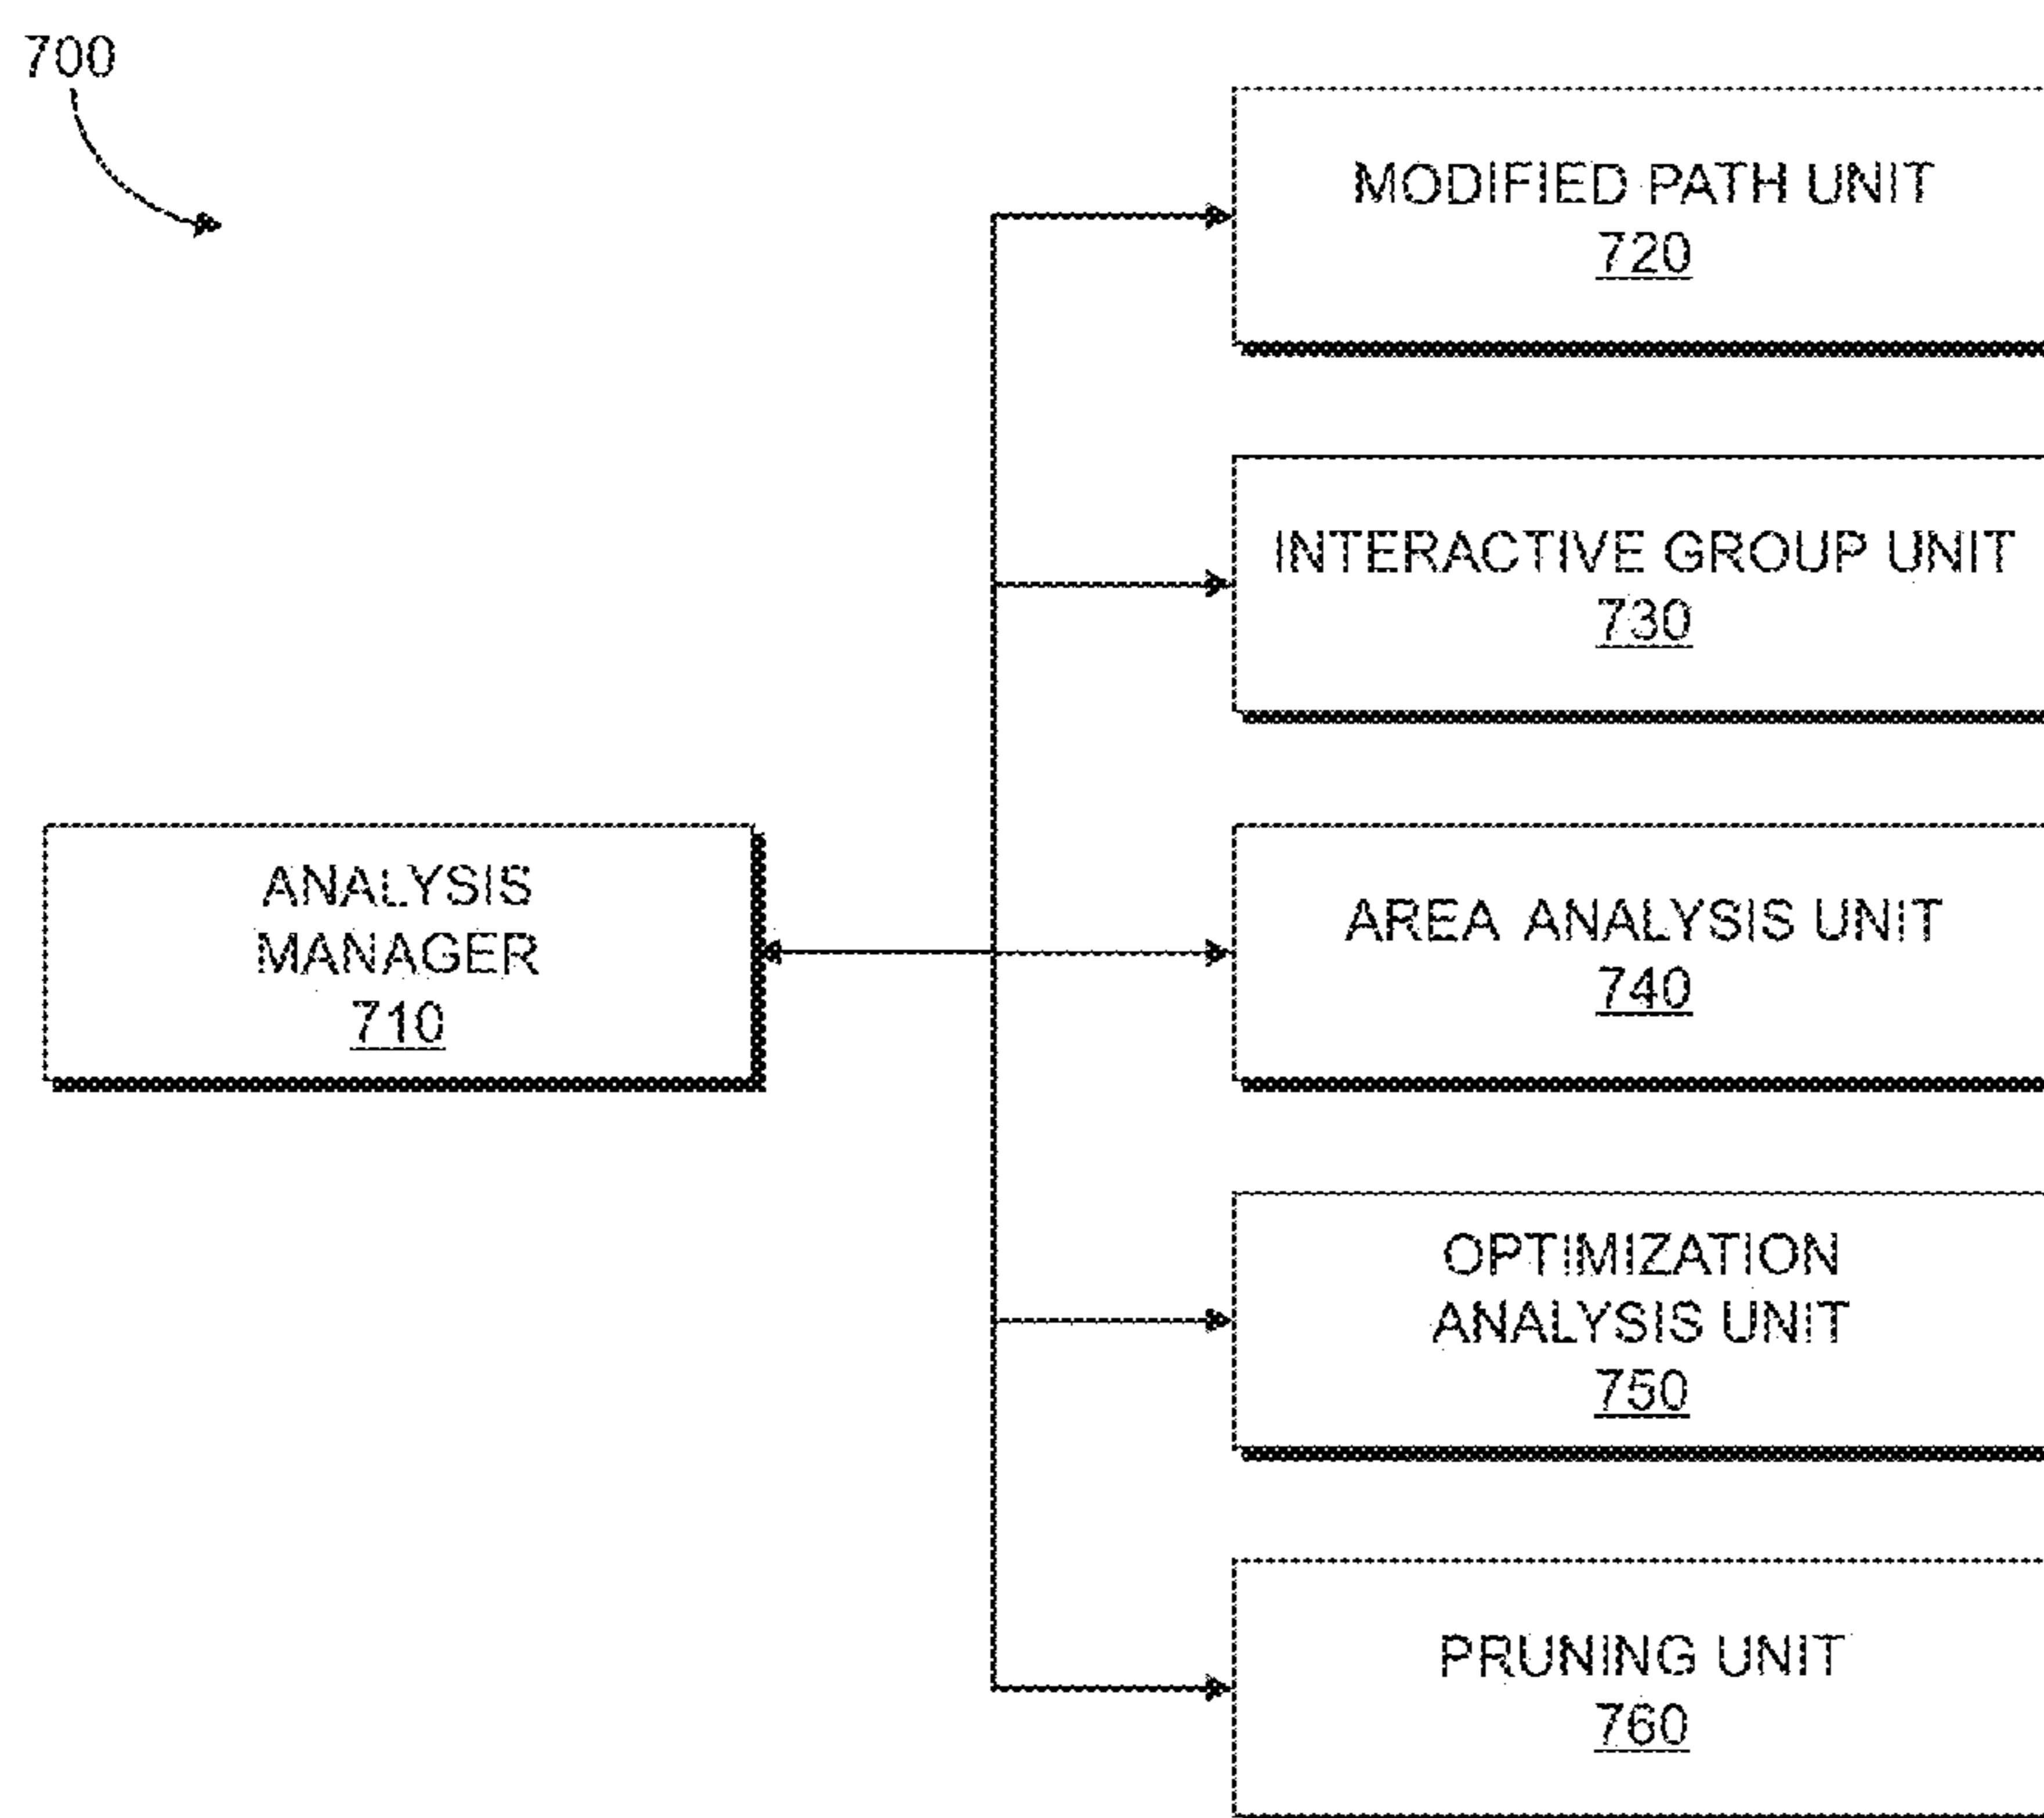 700
MODIFIED PATH UNIT
720
INTERACTIVE GROUP UNIT
730
ANALYSIS
MANAGER
710
AREA ANALYSIS UNIT
740
OPTIMIZATION
ANALYSIS UNIT
750
PRUNING UNIT
760